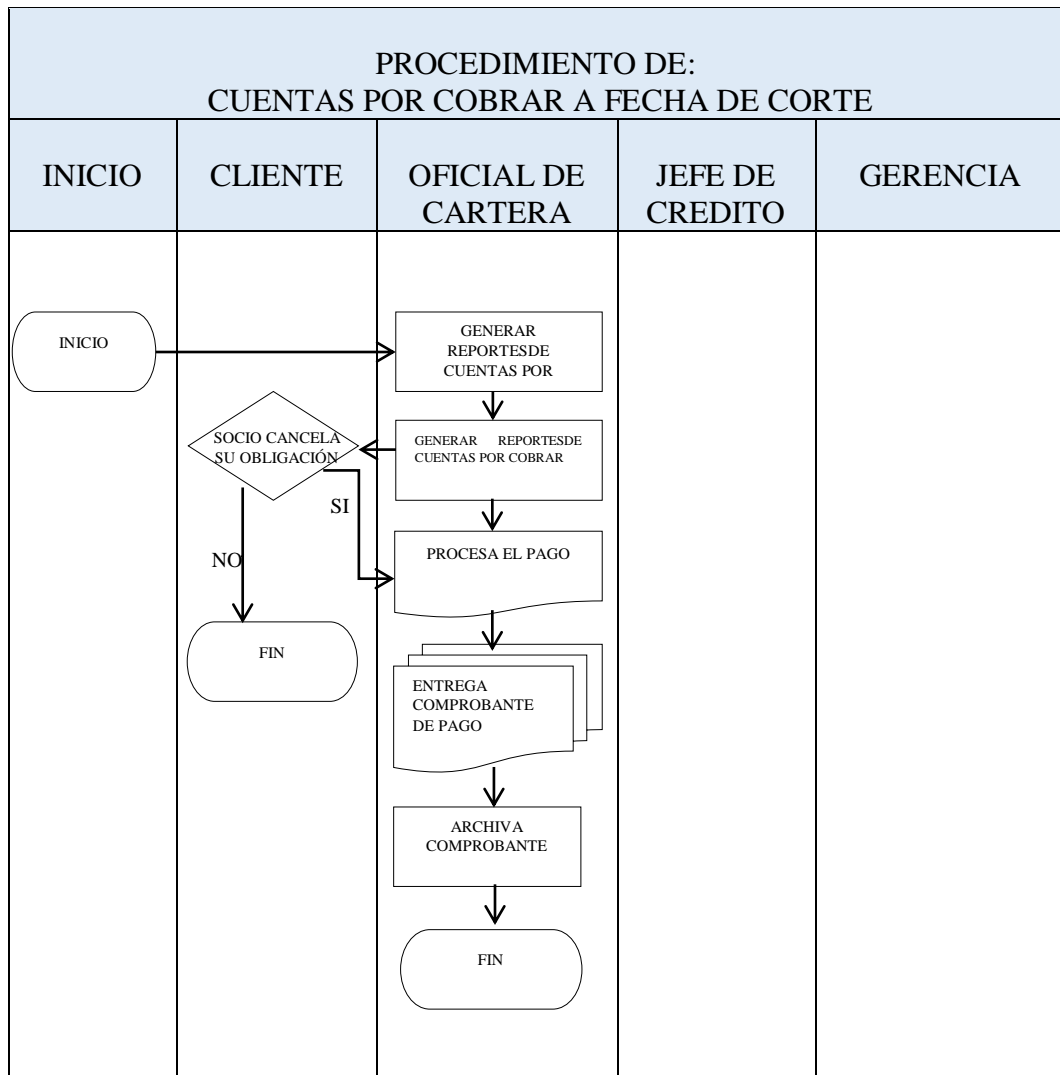 PROCEDIMIENTO DE:
CUENTAS POR COBRAR A FECHA DE CORTE
INICIO
CLIENTE
OFICIAL DE
CARTERA
JEFE DE
CREDITO
GERENCIA
INICIO
GENERAR
REPORTESDE
CUENTAS POR
SOCIO CANCELA
SU OBLIGACIÓN
GENERAR REPORTESDE
CUENTAS POR COBRAR
SI
NO
PROCESA EL PAGO
FIN
ENTREGA
COMPROBANTE
DE PAGO
ARCHIVA
COMPROBANTE
FIN